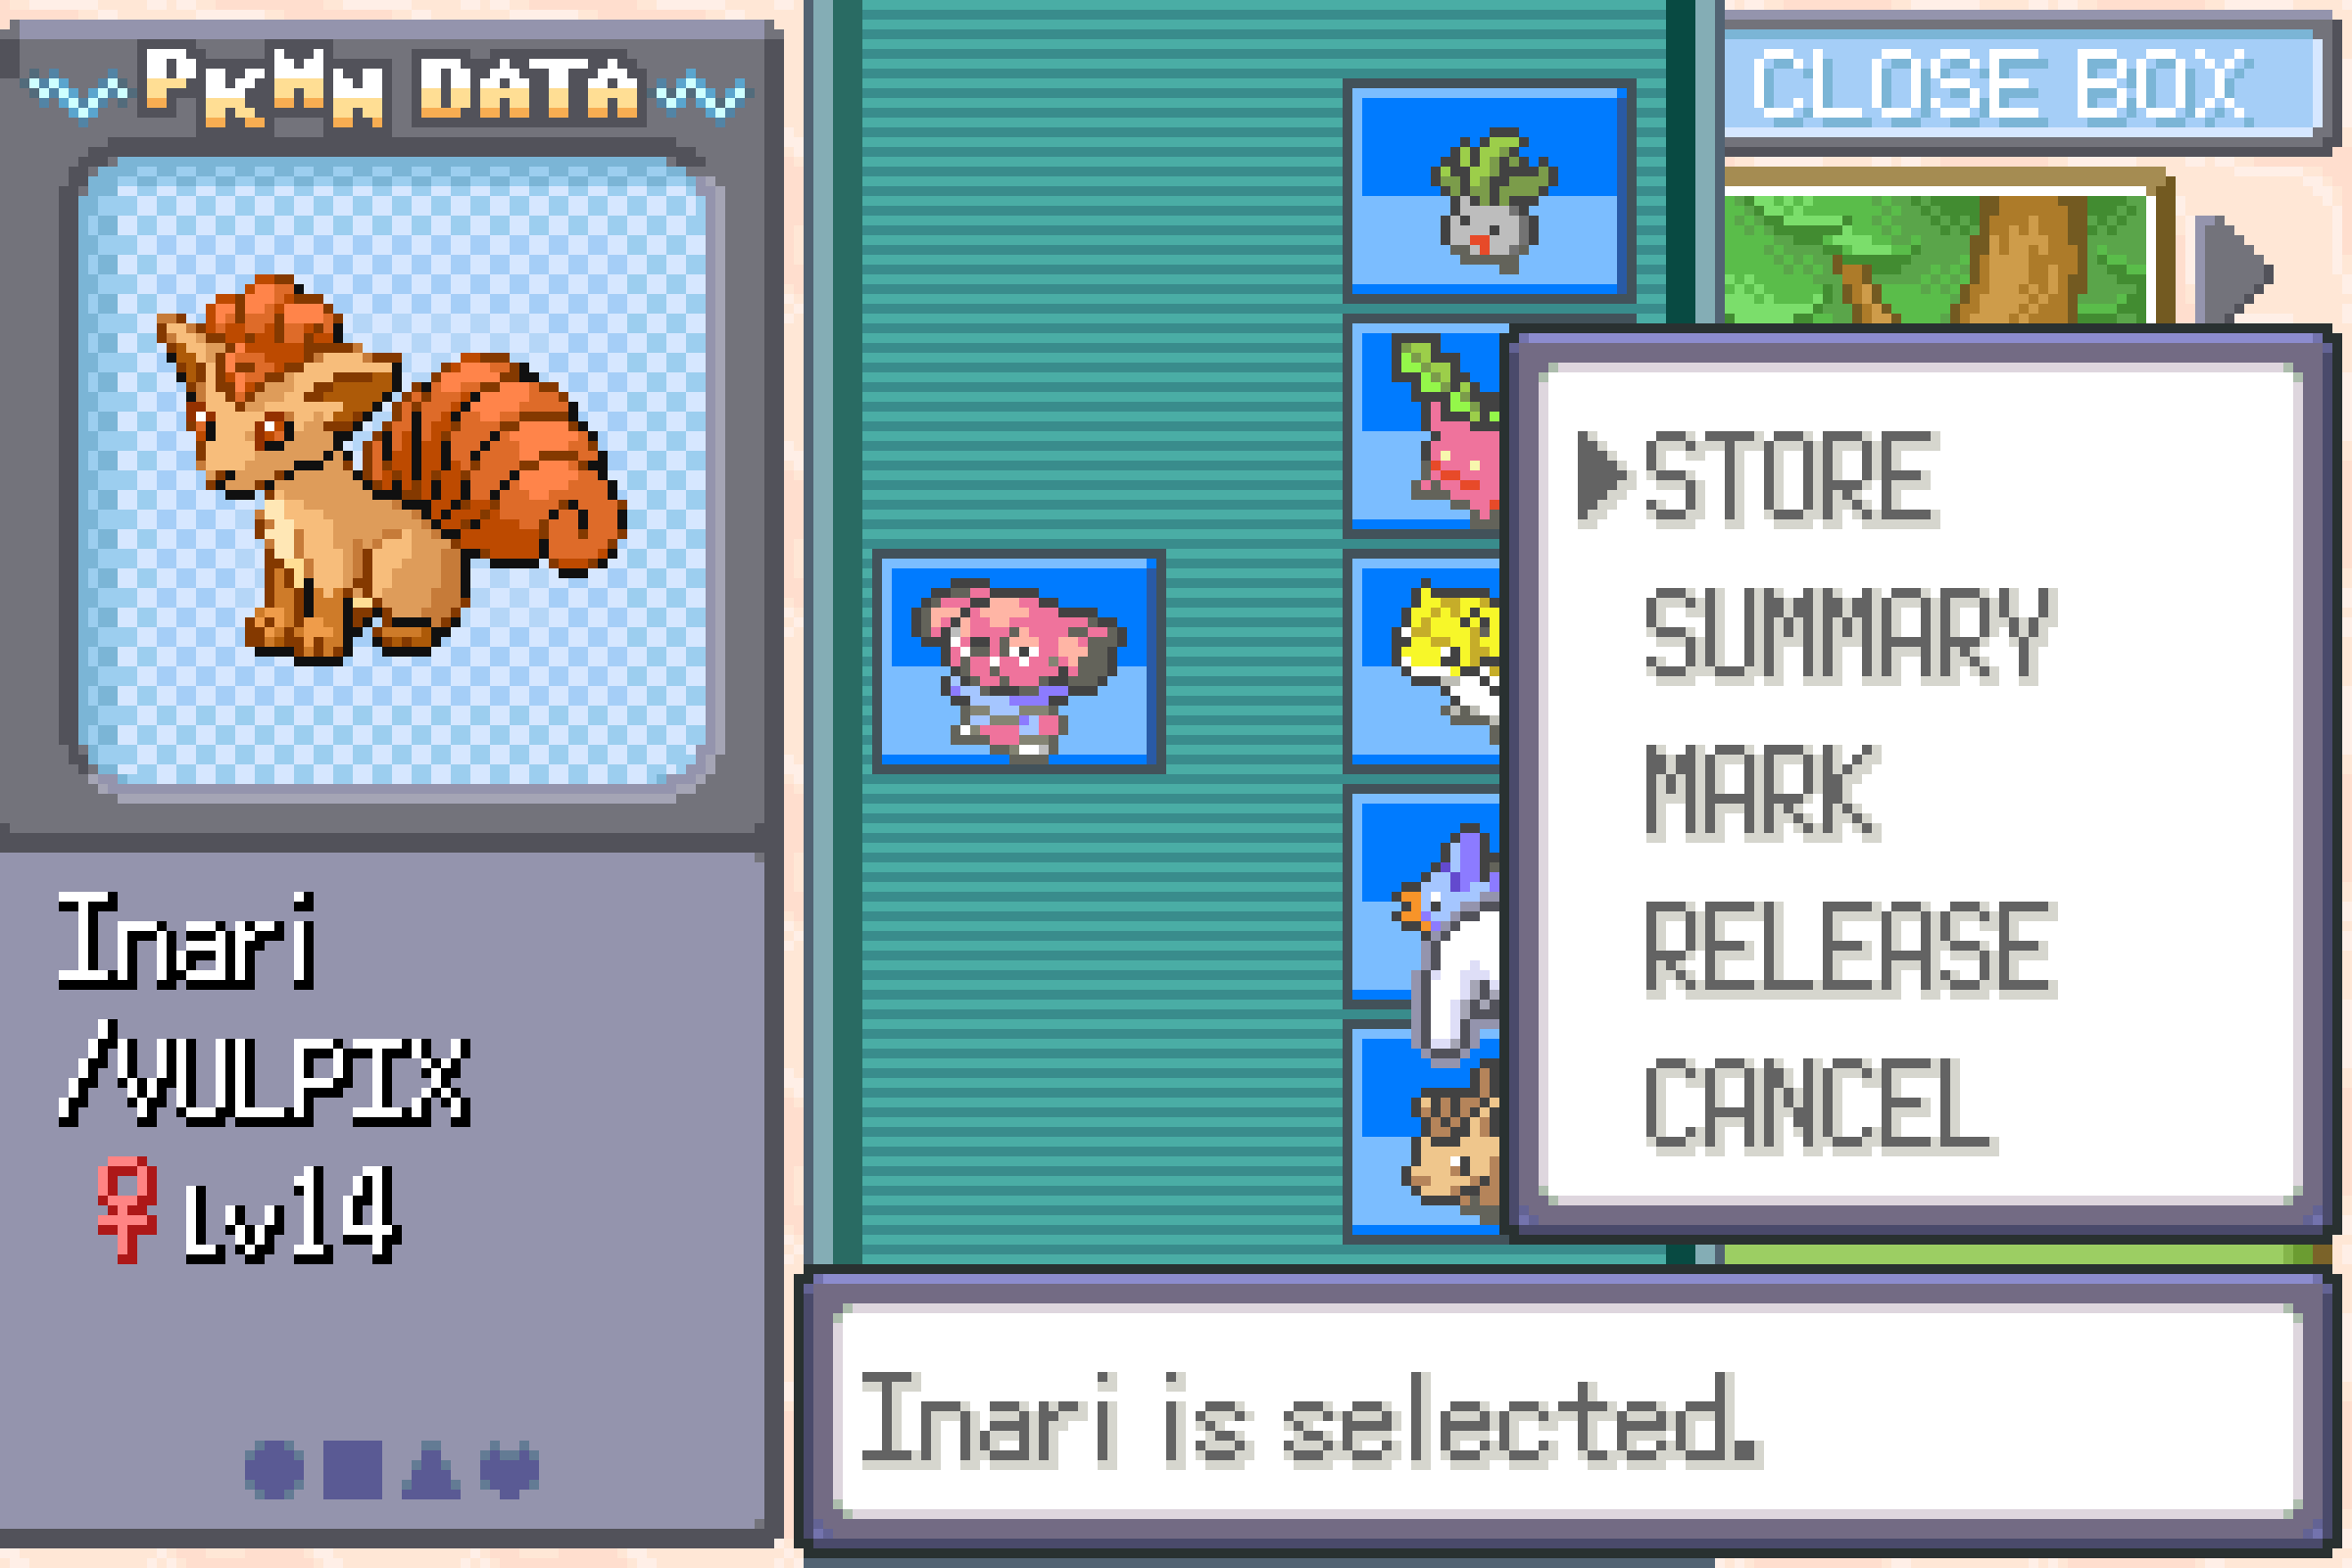 PKMN DATA
Inari
/VULPIX
♀ Lv14
CLOSE BOX
STORE
SUMMARY
MARK
RELEASE
CANCEL
Inari is selected.